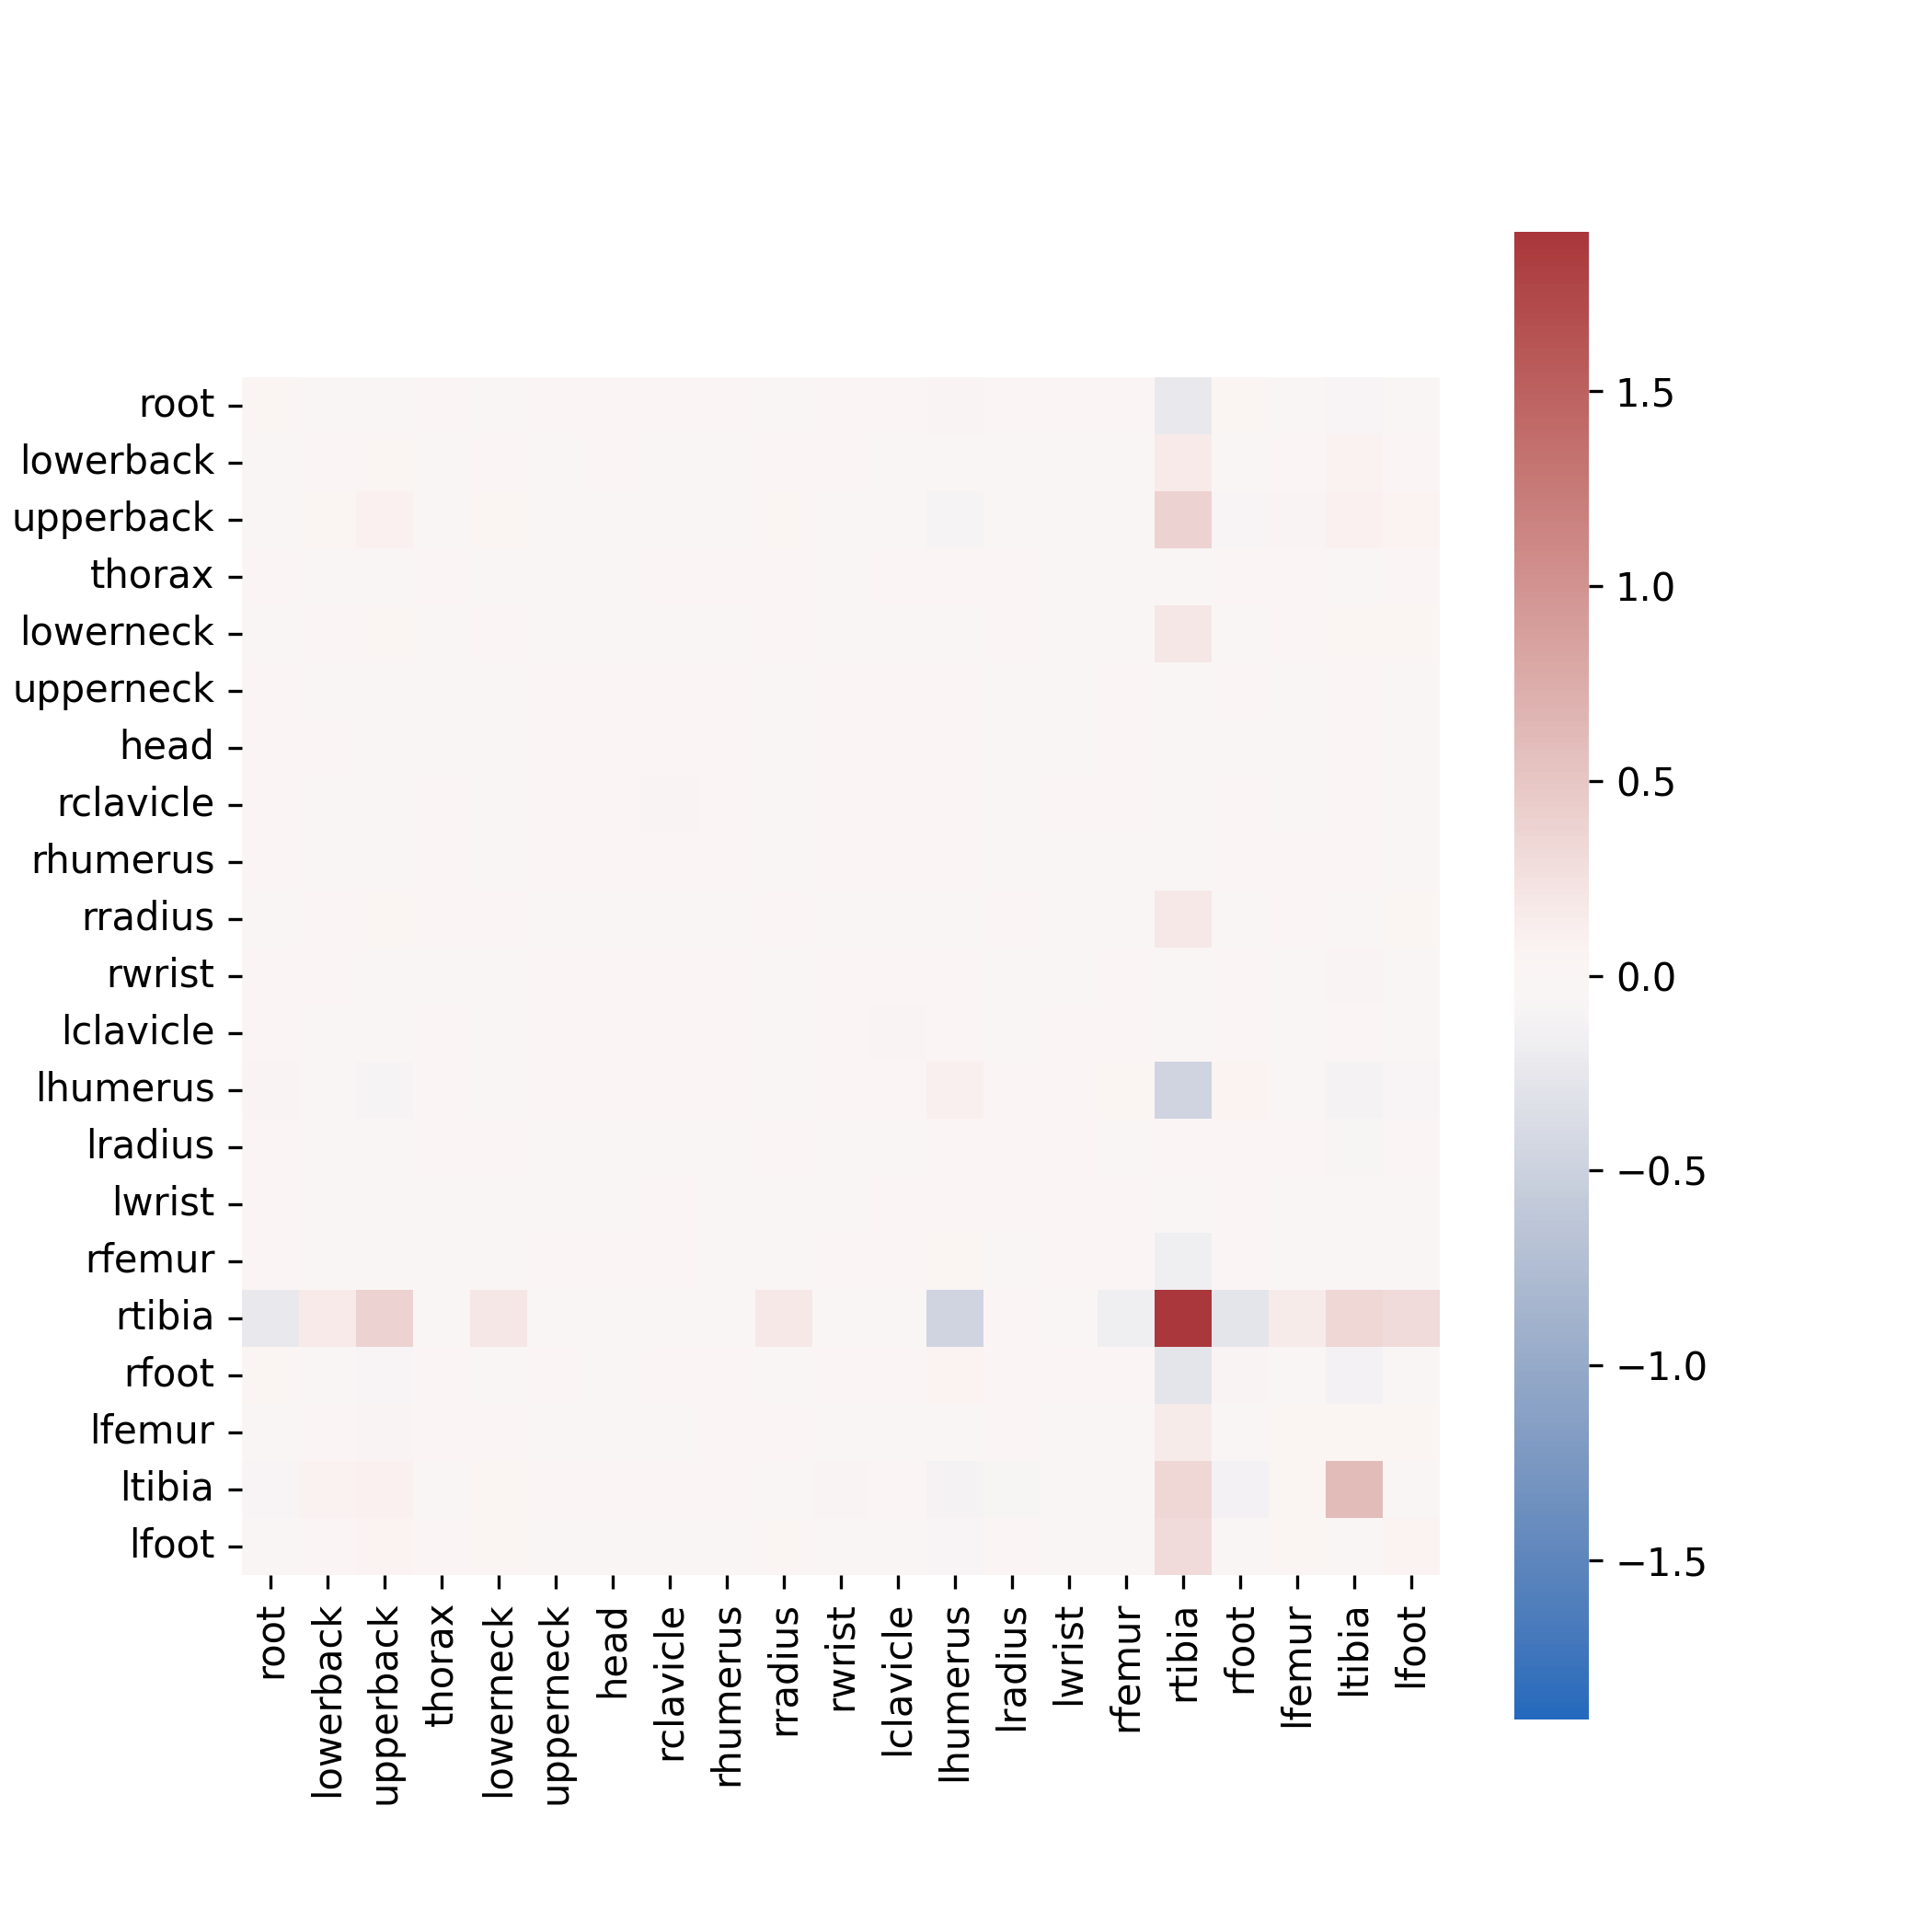 root
lowerback
upperback
thorax
lowerneck
upperneck
head
rclavicle
rhumerus
rradius
rwrist
lclavicle
lhumerus
lradius
lwrist
rfemur
rtibia
rfoot
lfemur
ltibia
lfoot
root
lowerback
upperback
thorax
lowerneck
upperneck
head
rclavicle
rhumerus
rradius
rwrist
lclavicle
lhumerus
lradius
lwrist
rfemur
rtibia
rfoot
lfemur
ltibia
lfoot
1.5
1.0
0.5
0.0
−0.5
−1.0
−1.5